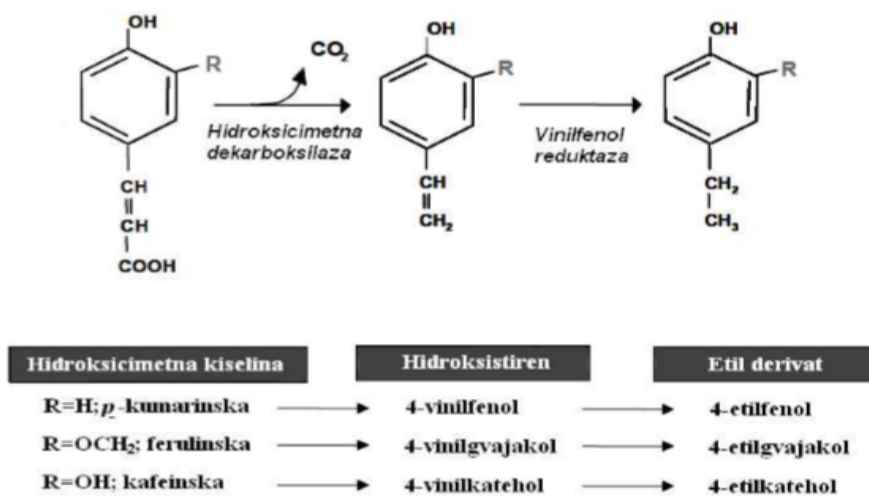 OH
R
CH
CH
COOH
CO₂
Hidroksicimetna
dekarboksilaza
OH
R
CH
CH₂
Vinilfenol
reduktaza
OH
R
CH₂
CH₃
Hidroksicimetna kiselina Hidroksistiren Etil derivat
R=H; p-kumarinska 4-vinilfenol 4-etilfenol
R=OCH₂; ferulinska 4-vinilgvajakol 4-etilgvajakol
R=OH; kafeinska 4-vinilkatehol 4-etilkatehol